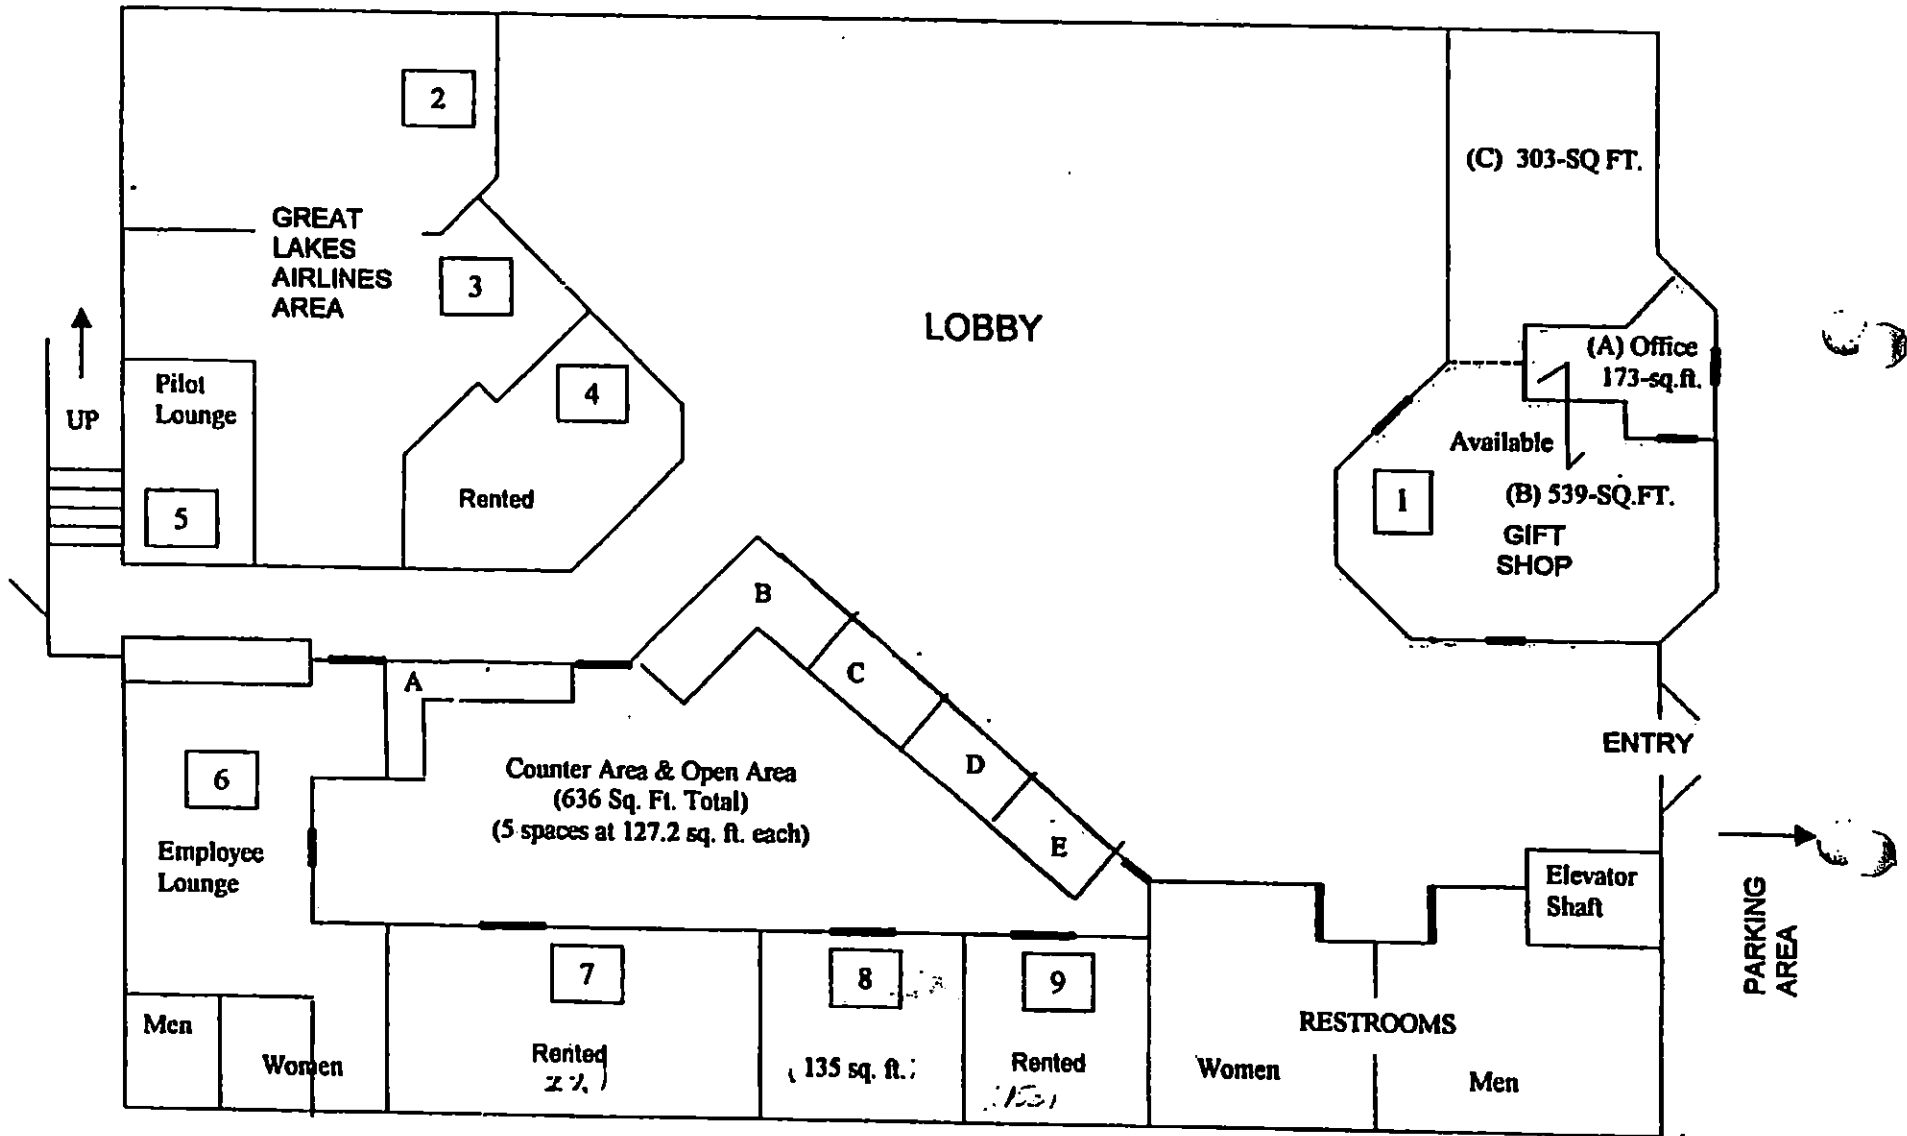 2
(C) 303-SQ FT.
GREAT
LAKES
AIRLINES
AREA
3
LOBBY
(A) Office
173-sq.ft.
Pilot
Lounge
UP
4
Available
Rented
1
(B) 539-SQ.FT.
5
GIFT
SHOP
B
C
A
ENTRY
6
D
Counter Area & Open Area
(636 Sq. Ft. Total)
(5 spaces at 127.2 sq. ft. each)
E
Employee
Lounge
Elevator
Shaft
PARKING
AREA
7
8
9
Men
RESTROOMS
Women
Rented
135 sq. ft.
Rented
Women
Men